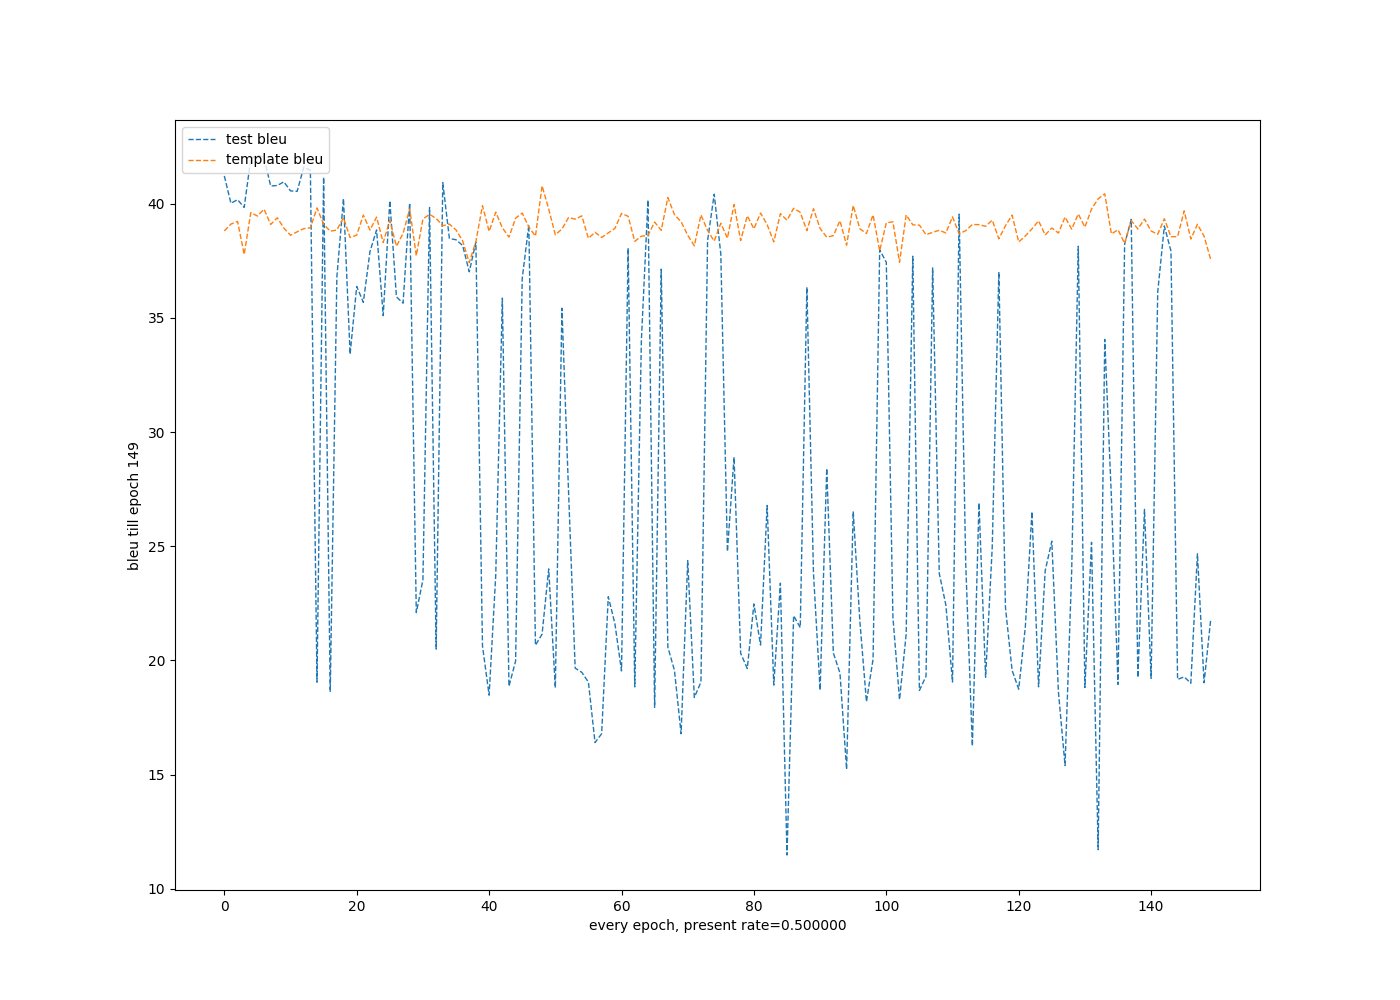 test bleu
template bleu
40
35
30
25
20
15
10
bleu till epoch 149
0 20 40 60 80 100 120 140
every epoch, present rate=0.500000